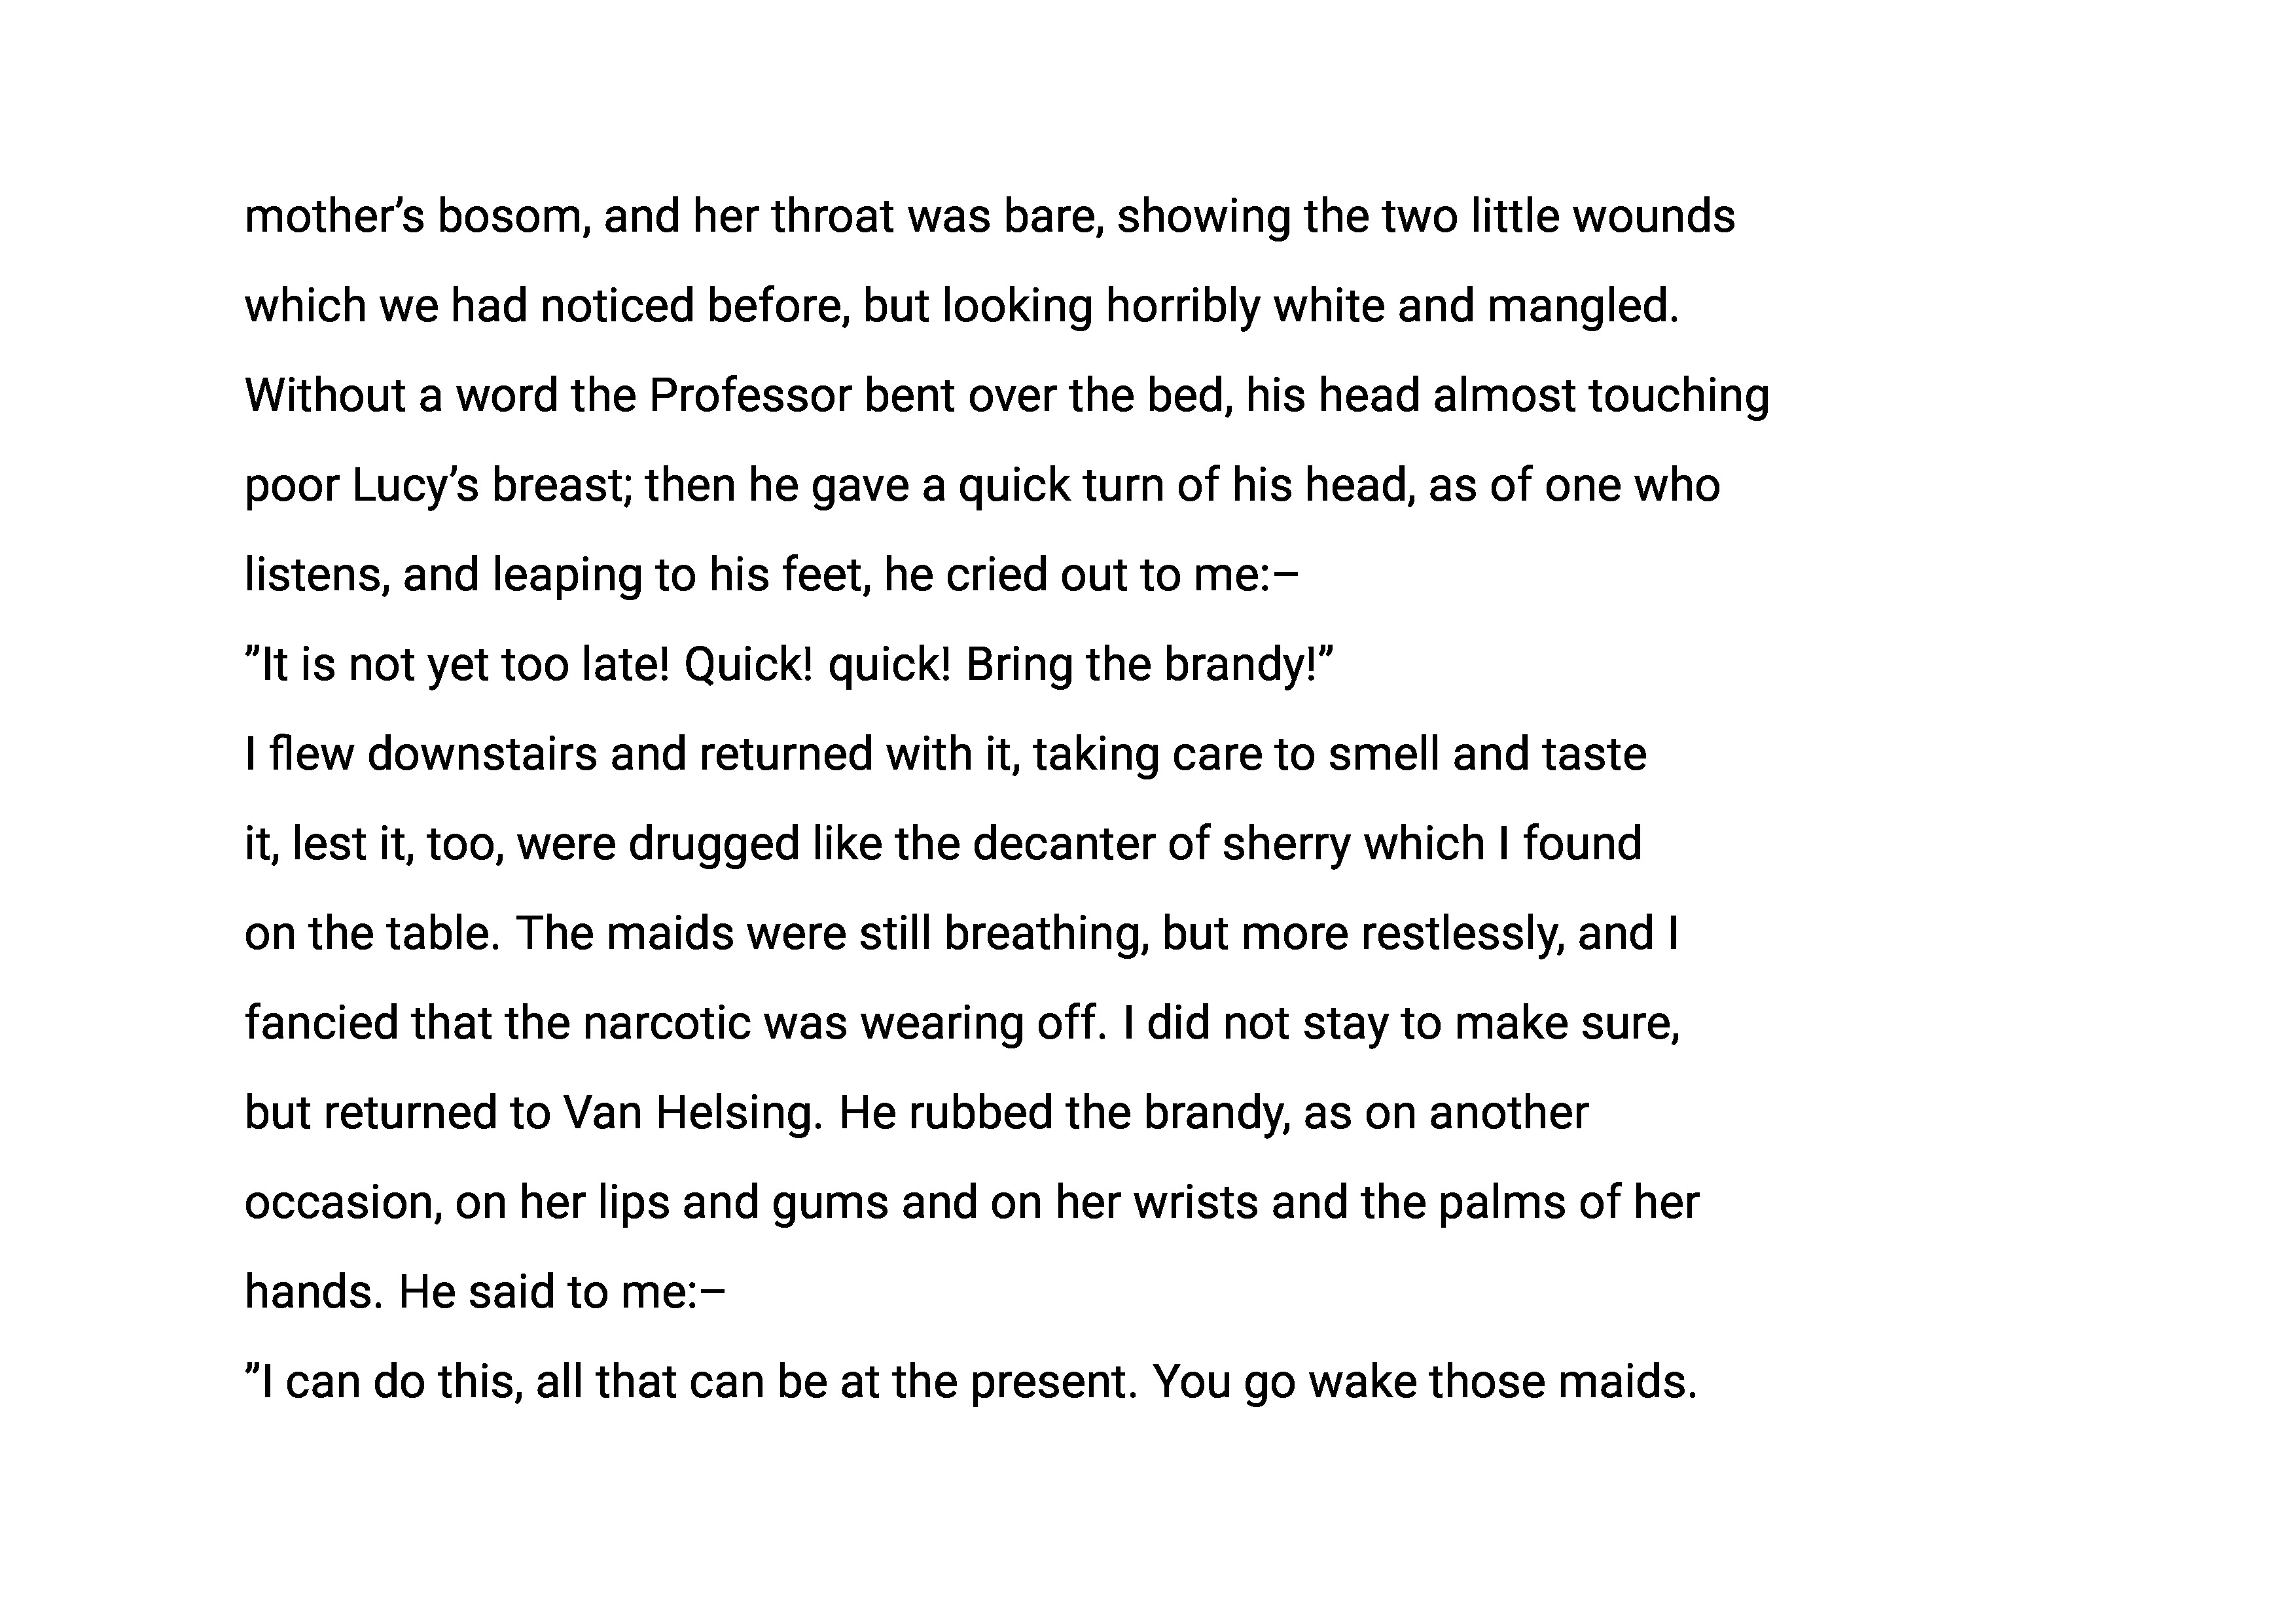 mother’s bosom, and her throat was bare, showing the two little wounds
which we had noticed before, but looking horribly white and mangled.
Without a word the Professor bent over the bed, his head almost touching
poor Lucy’s breast; then he gave a quick turn of his head, as of one who
listens, and leaping to his feet, he cried out to me:–
”It is not yet too late! Quick! quick! Bring the brandy!”
I flew downstairs and returned with it, taking care to smell and taste
it, lest it, too, were drugged like the decanter of sherry which I found
on the table. The maids were still breathing, but more restlessly, and I
fancied that the narcotic was wearing off. I did not stay to make sure,
but returned to Van Helsing. He rubbed the brandy, as on another
occasion, on her lips and gums and on her wrists and the palms of her
hands. He said to me:–
”I can do this, all that can be at the present. You go wake those maids.